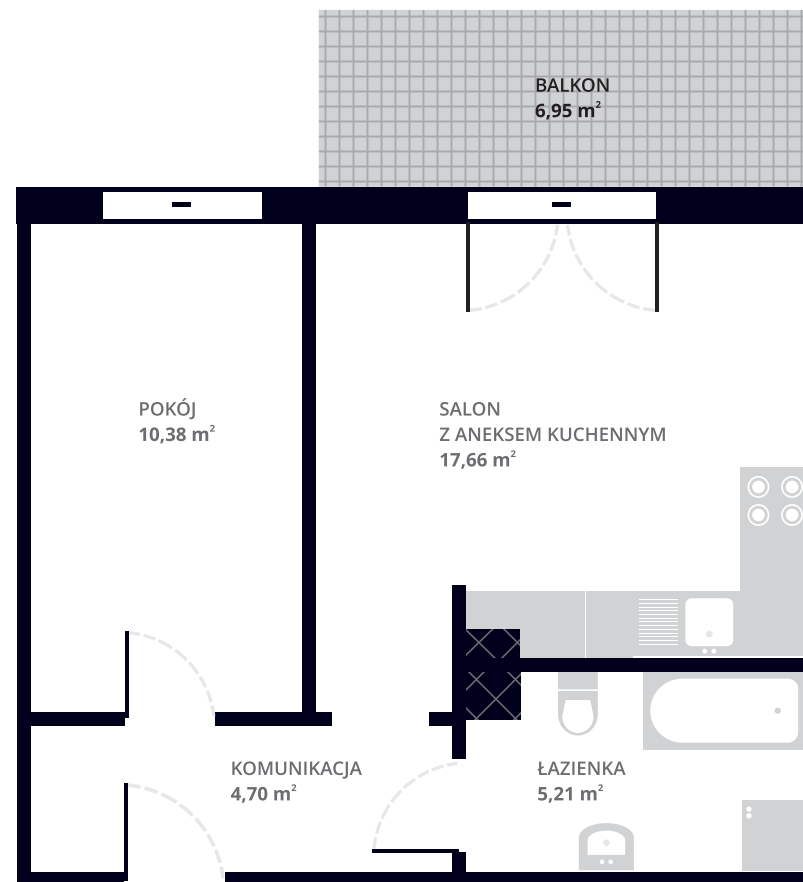 BALKON
6,95 m²
POKÓJ
10,38 m²
SALON
Z ANEKSEM KUCHENNYM
17,66 m²
KOMUNIKACJA
4,70 m²
ŁAZIENKA
5,21 m²